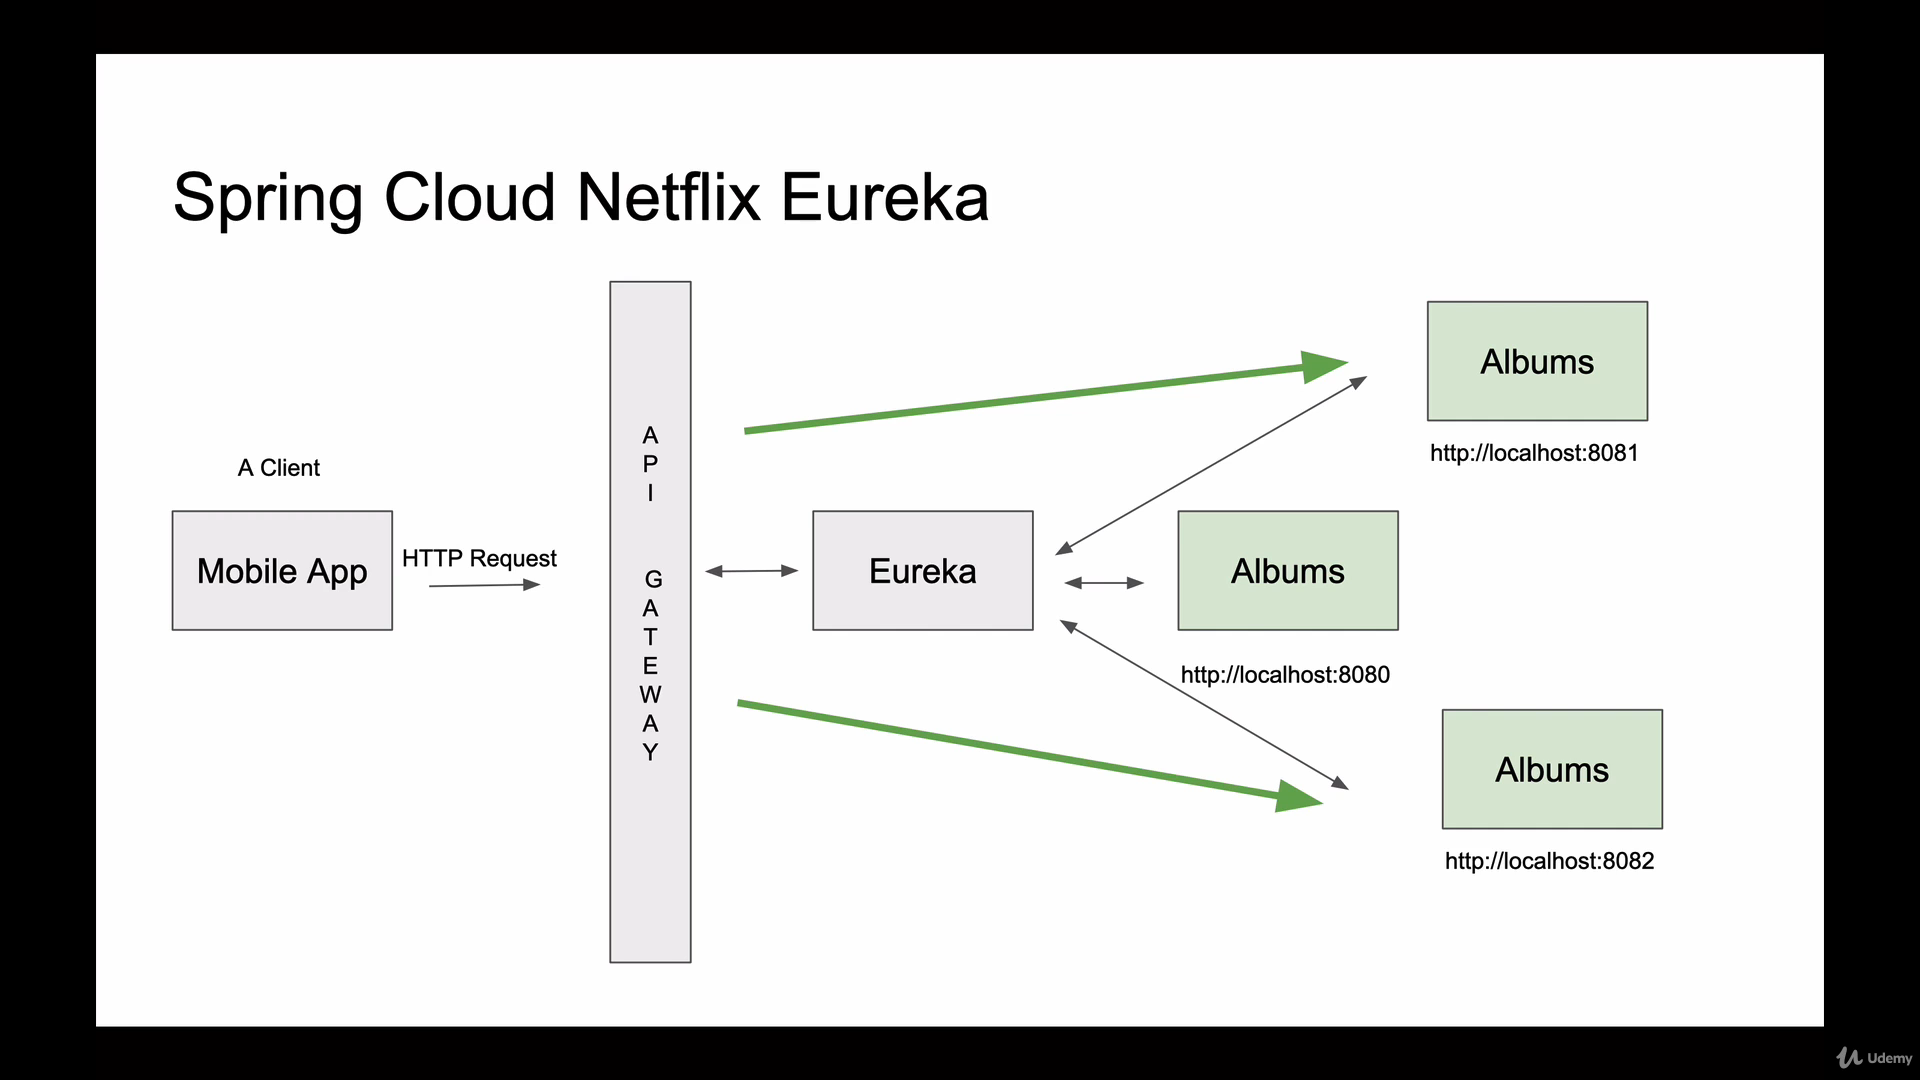 Spring Cloud Netflix Eureka
A Client
Mobile App
HTTP Request
A
P
I
G
A
T
E
W
A
Y
Eureka
Albums
http://localhost:8081
Albums
http://localhost:8080
Albums
http://localhost:8082
Udemy